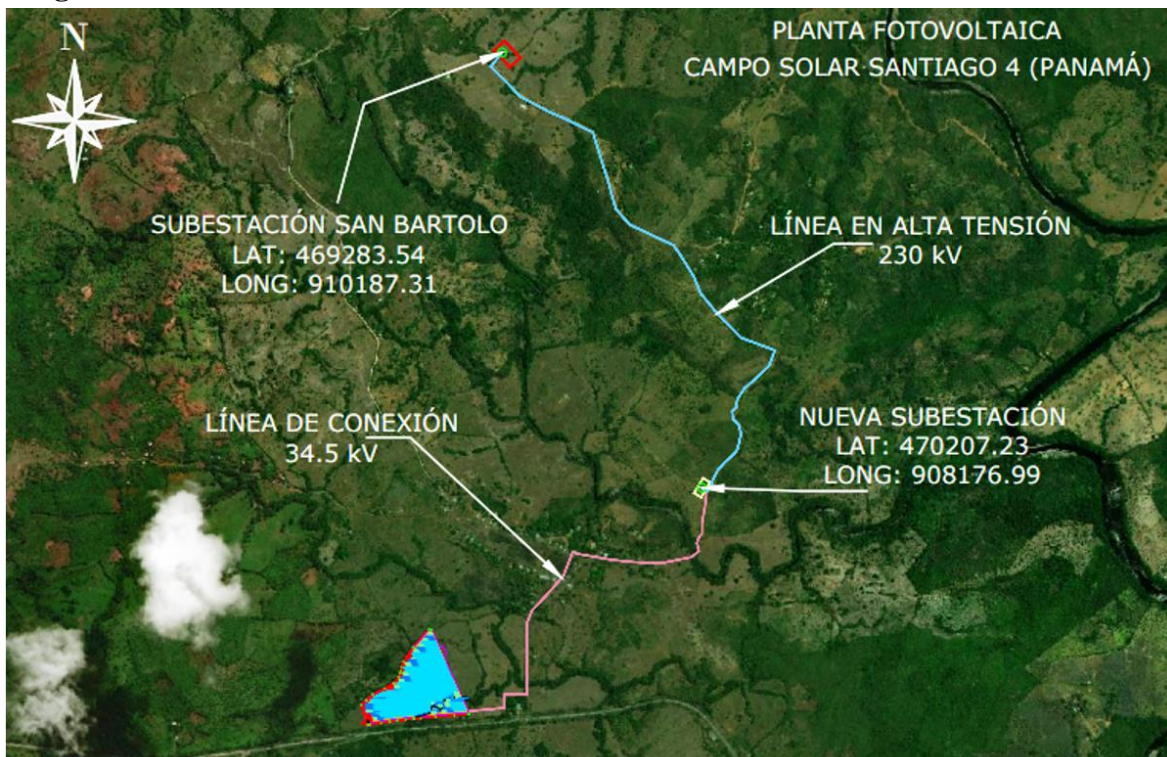 N
PLANTA FOTOVOLTAICA
CAMPO SOLAR SANTIAGO 4 (PANAMÁ)
SUBESTACIÓN SAN BARTOLO
LAT: 469283.54
LONG: 910187.31
LÍNEA EN ALTA TENSIÓN
230 kV
LÍNEA DE CONEXIÓN
34.5 kV
NUEVA SUBESTACIÓN
LAT: 470207.23
LONG: 908176.99